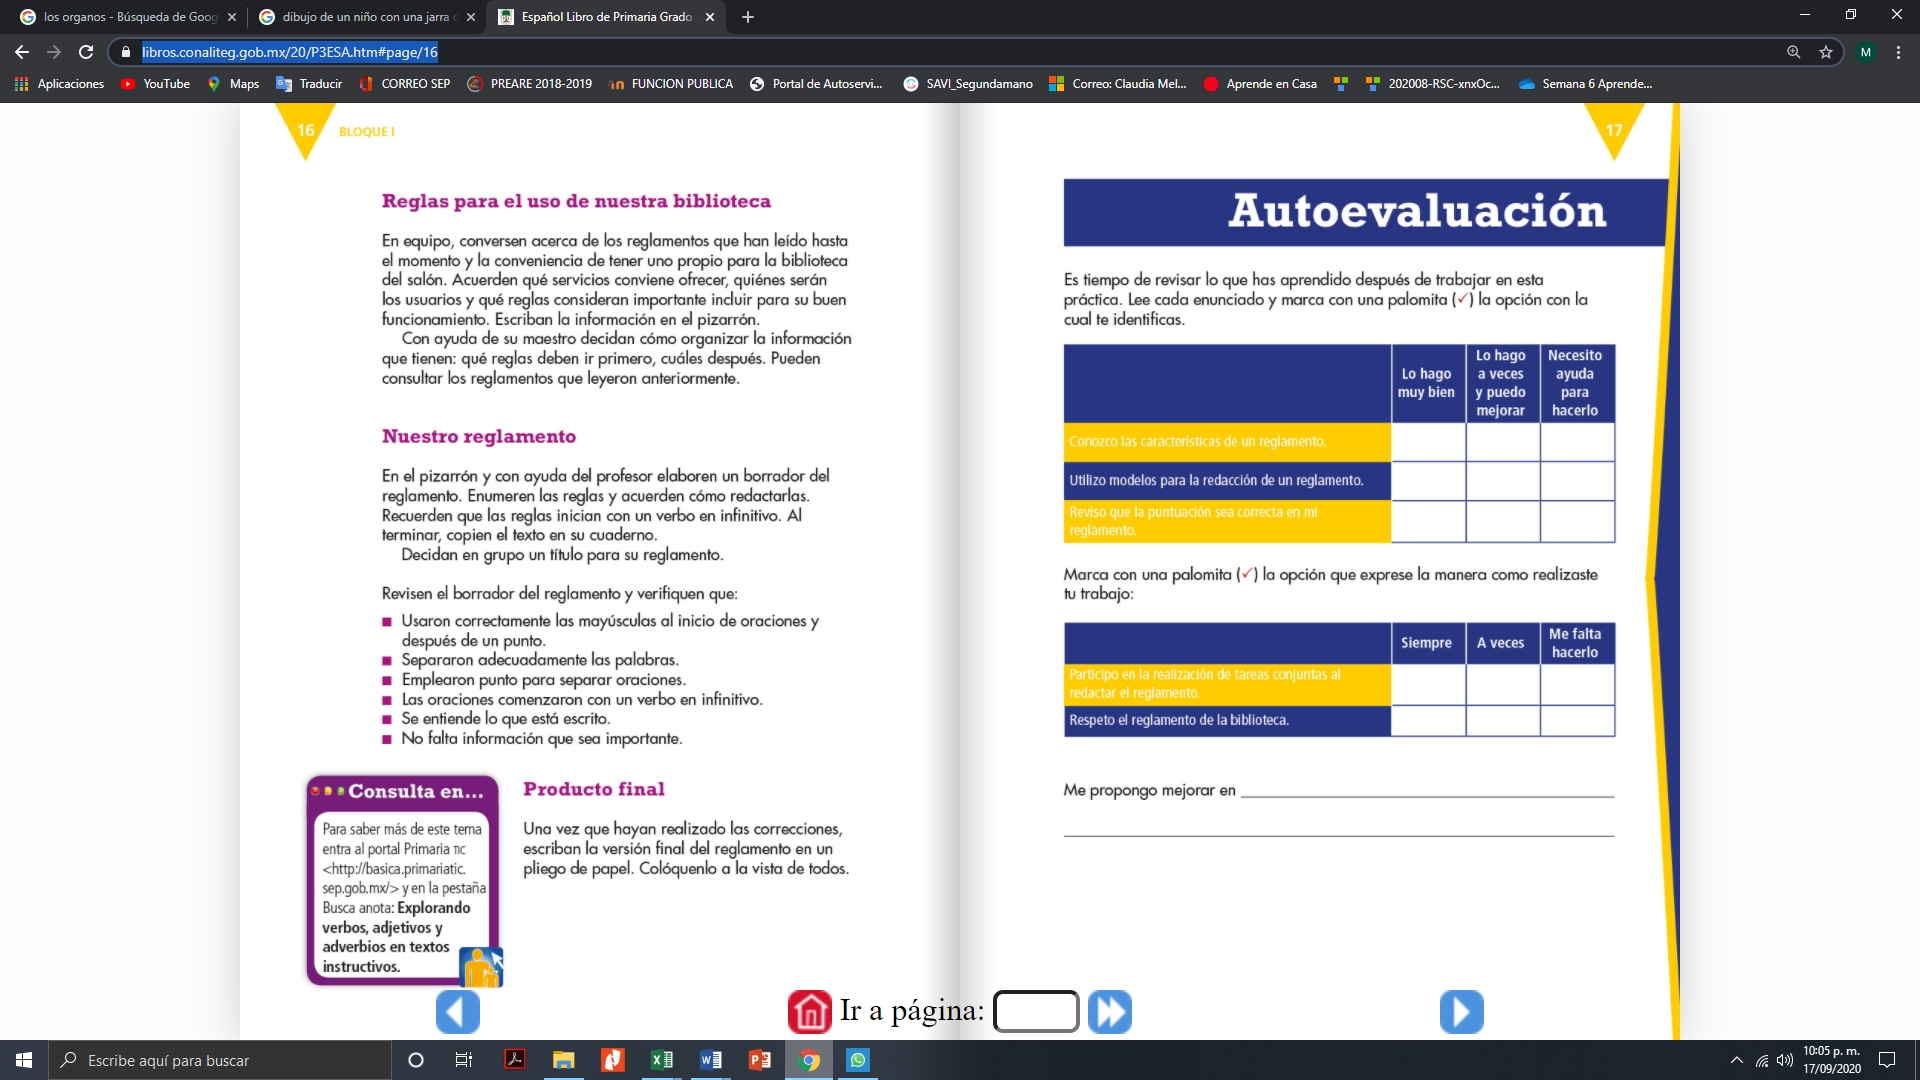 los organos - Búsqueda de Goog
dibujo de un niño con una jarra
Español Libro de Primaria Grado
libros.conaliteg.gob.mx/20/P3ESA.htm#page/16
M
Aplicaciones
YouTube
Maps
Traducir
CORREO SEP
PREARE 2018-2019
FUNCION PUBLICA
Portal de Autoservi...
SAVI_Segundamano
Correo: Claudia Mel...
Aprende en Casa
202008-RSC-xnxOc...
Semana 6 Aprende...
16
BLOQUE I
Reglas para el uso de nuestra biblioteca
En equipo, conversen acerca de los reglamentos que han leído hasta
el momento y la conveniencia de tener uno propio para la biblioteca
del salón. Acuerden qué servicios conviene ofrecer, quiénes serán
los usuarios y qué reglas consideran importante incluir para su buen
funcionamiento. Escriban la información en el pizarrón.
Con ayuda de su maestro decidan cómo organizar la información
que tienen: qué reglas deben ir primero, cuáles después. Pueden
consultar los reglamentos que leyeron anteriormente.
Nuestro reglamento
En el pizarrón y con ayuda del profesor elaboren un borrador del
reglamento. Enumeren las reglas y acuerden cómo redactarlas.
Recuerden que las reglas inician con un verbo en infinitivo. Al
terminar, copien el texto en su cuaderno.
Decidan en grupo un título para su reglamento.
Revisen el borrador del reglamento y verifiquen que:
Usaron correctamente las mayúsculas al inicio de oraciones y
después de un punto.
Separaron adecuadamente las palabras.
Emplearon punto para separar oraciones.
Las oraciones comenzaron con un verbo en infinitivo.
Se entiende lo que está escrito.
No falta información que sea importante.
Consulta en...
Para saber más de este tema
entra al portal Primaria TIC
<http://basica.primariatic.
sep.gob.mx/> y en la pestaña
Busca anota: Explorando
verbos, adjetivos y
adverbios en textos
instructivos.
Producto final
Una vez que hayan realizado las correcciones,
escriban la versión final del reglamento en un
pliego de papel. Colóquenlo a la vista de todos.
17
Autoevaluación
Es tiempo de revisar lo que has aprendido después de trabajar en esta
práctica. Lee cada enunciado y marca con una palomita (✓) la opción con la
cual te identificas.
Lo hago
muy bien
Lo hago
a veces
y puedo
mejorar
Necesito
ayuda
para
hacerlo
Conozco las características de un reglamento.
Utilizo modelos para la redacción de un reglamento.
Reviso que la puntuación sea correcta en mi
reglamento.
Marca con una palomita (✓) la opción que exprese la manera como realizaste
tu trabajo:
Siempre
A veces
Me falta
hacerlo
Participo en la realización de tareas conjuntas al
redactar el reglamento.
Respeto el reglamento de la biblioteca.
Me propongo mejorar en
Ir a página:
Escribe aquí para buscar
10:05 p. m.
17/09/2020